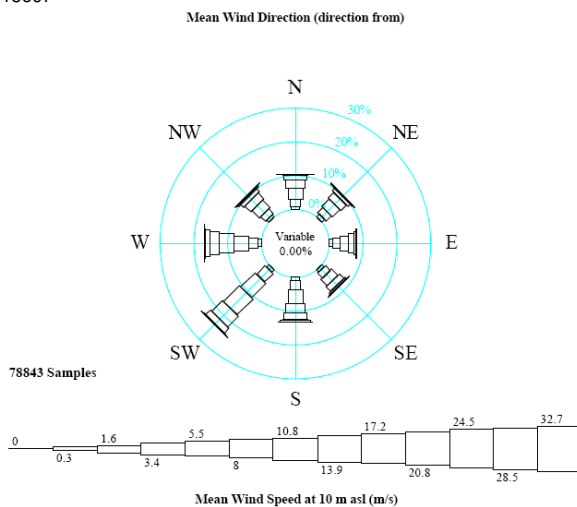 Mean Wind Direction (direction from)
N
NW
NE
30%
20%
10%
0%
W
Variable
0.00%
E
SW
SE
S
78843 Samples
0
0.3
1.6
3.4
5.5
8
10.8
13.9
17.2
20.8
24.5
28.5
32.7
Mean Wind Speed at 10 m asl (m/s)